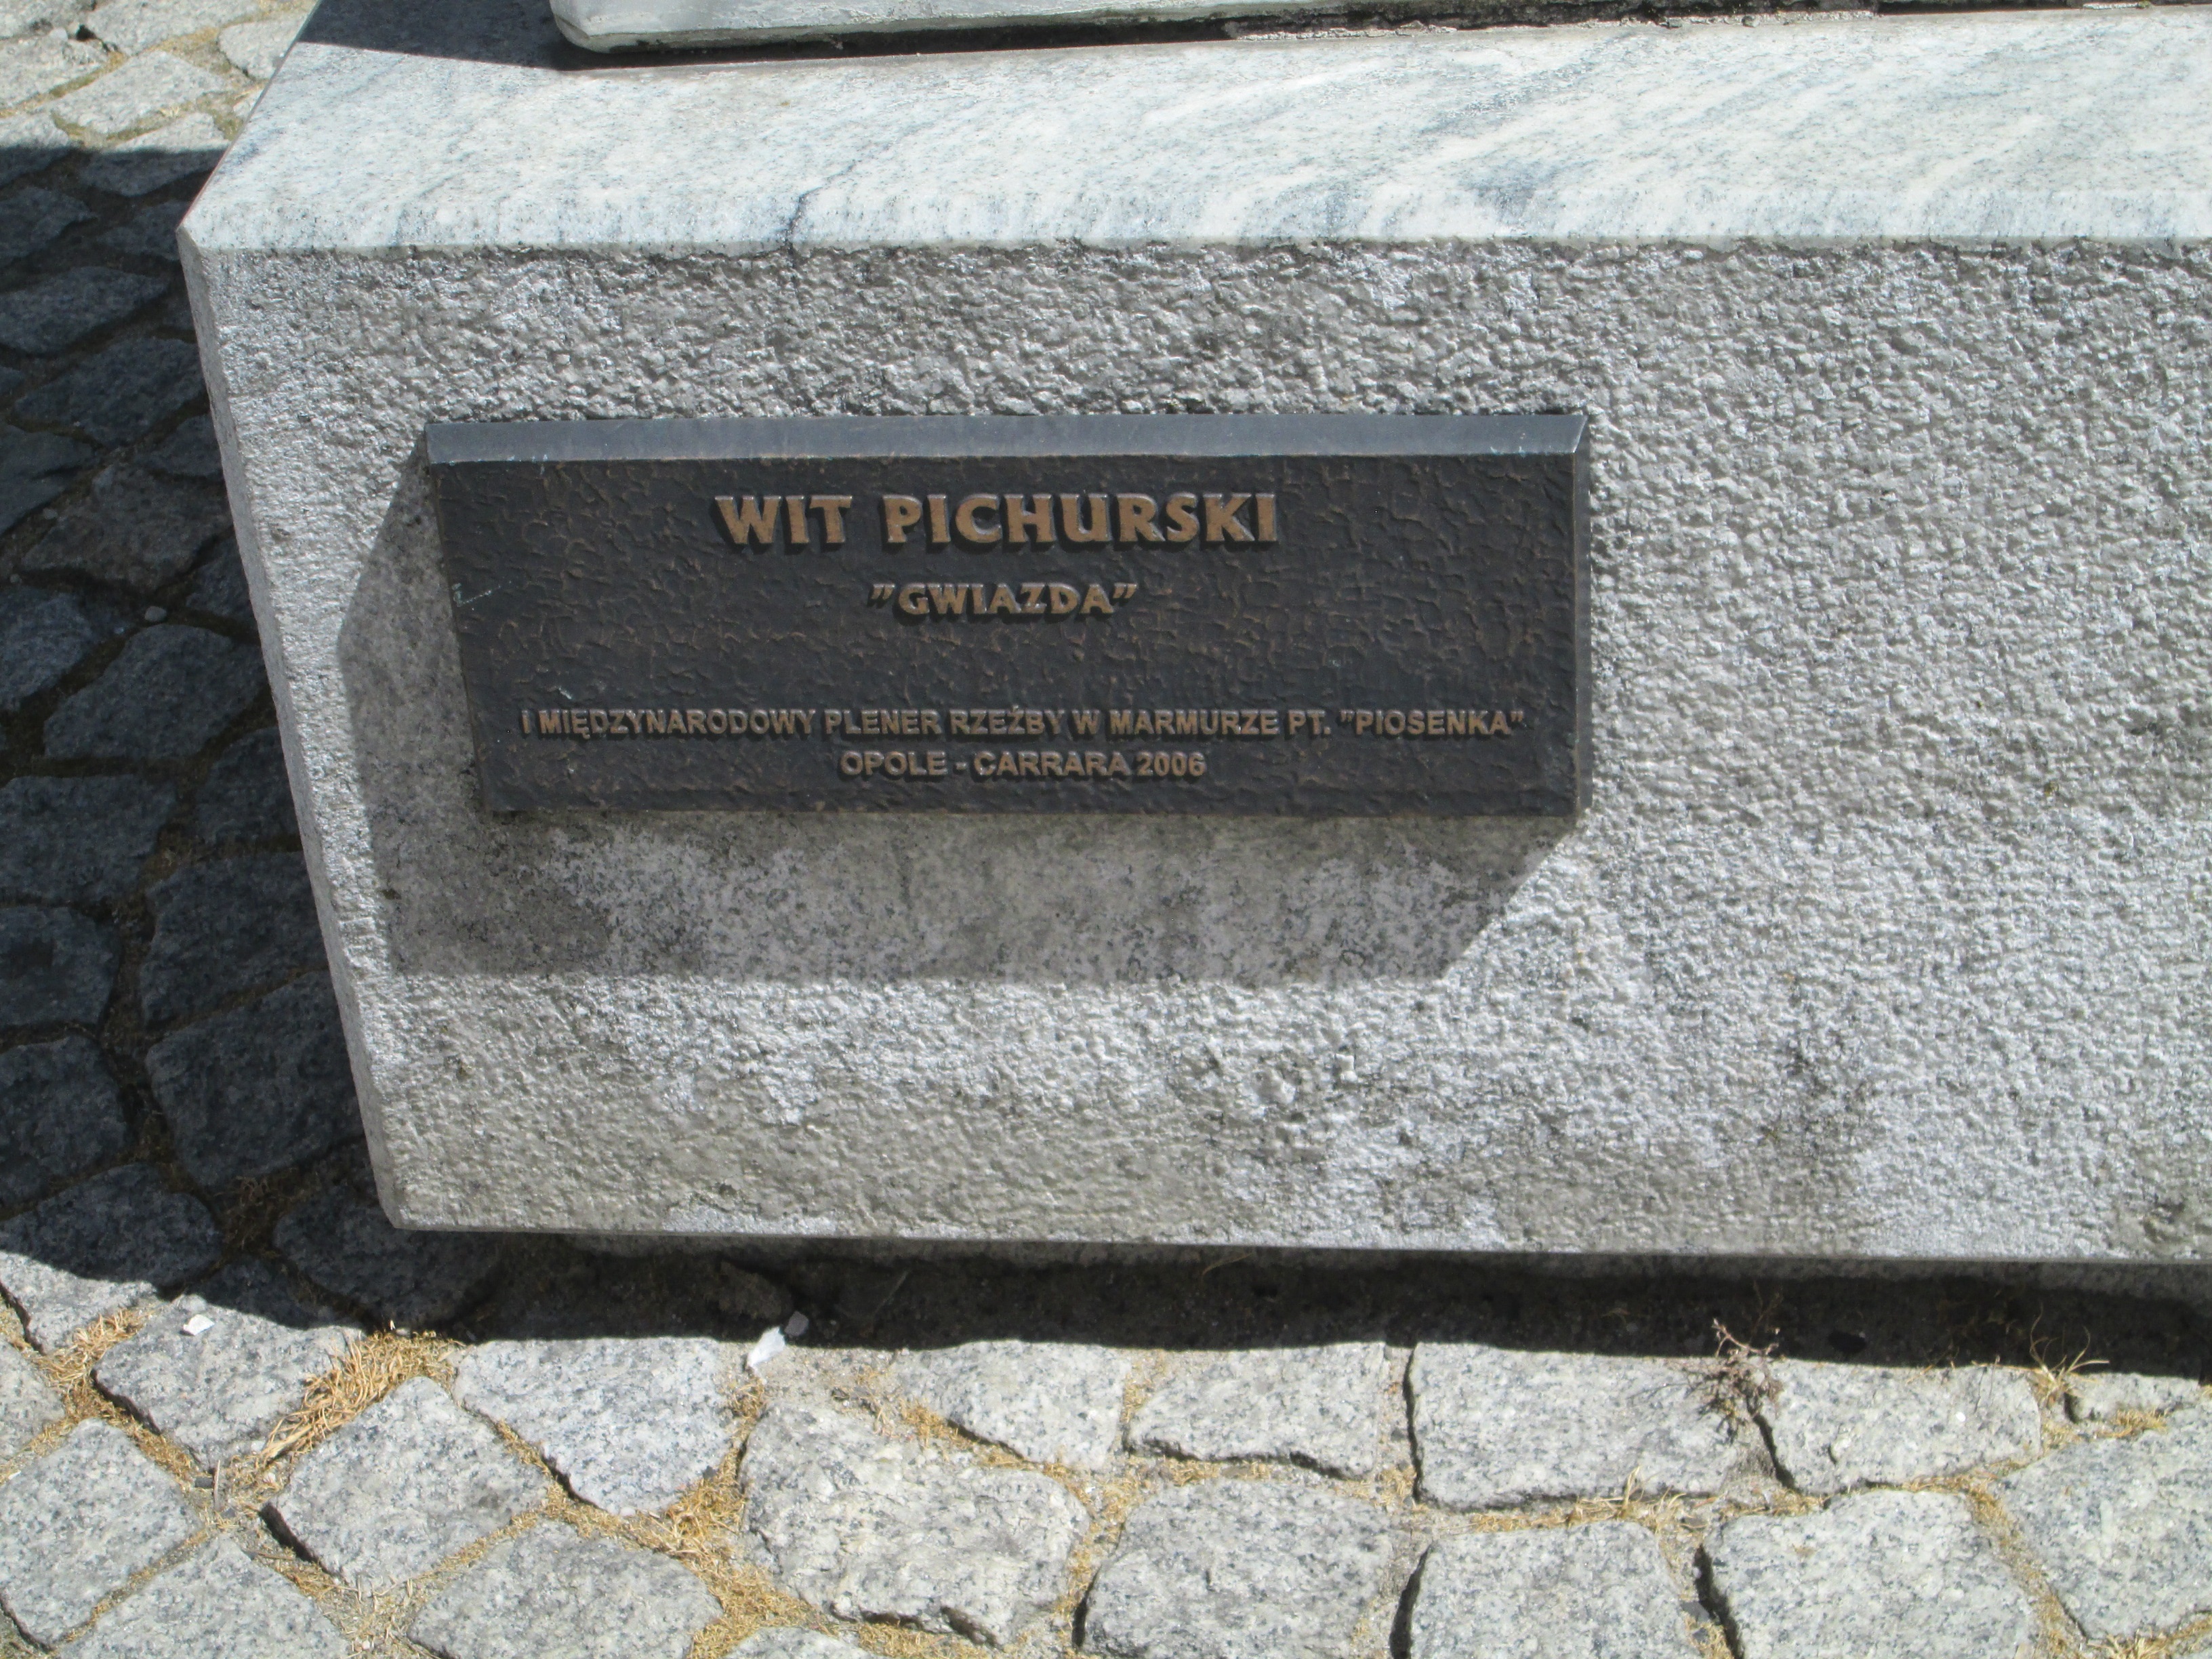 WIT PICHURSKI
"GWIAZDA"
I MIĘDZYNARODOWY PLENER RZEŹBY W MARMURZE PT. "PIOSENKA"
OPOLE - CARRARA 2006